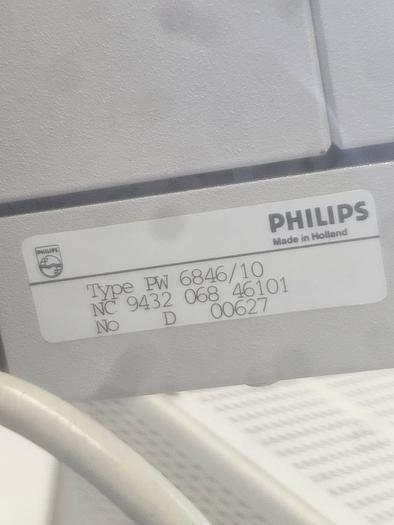 PHILIPS
PHILIPS
Made in Holland
Type PW 6846/10
NC 9432 068 46101
No D 00627